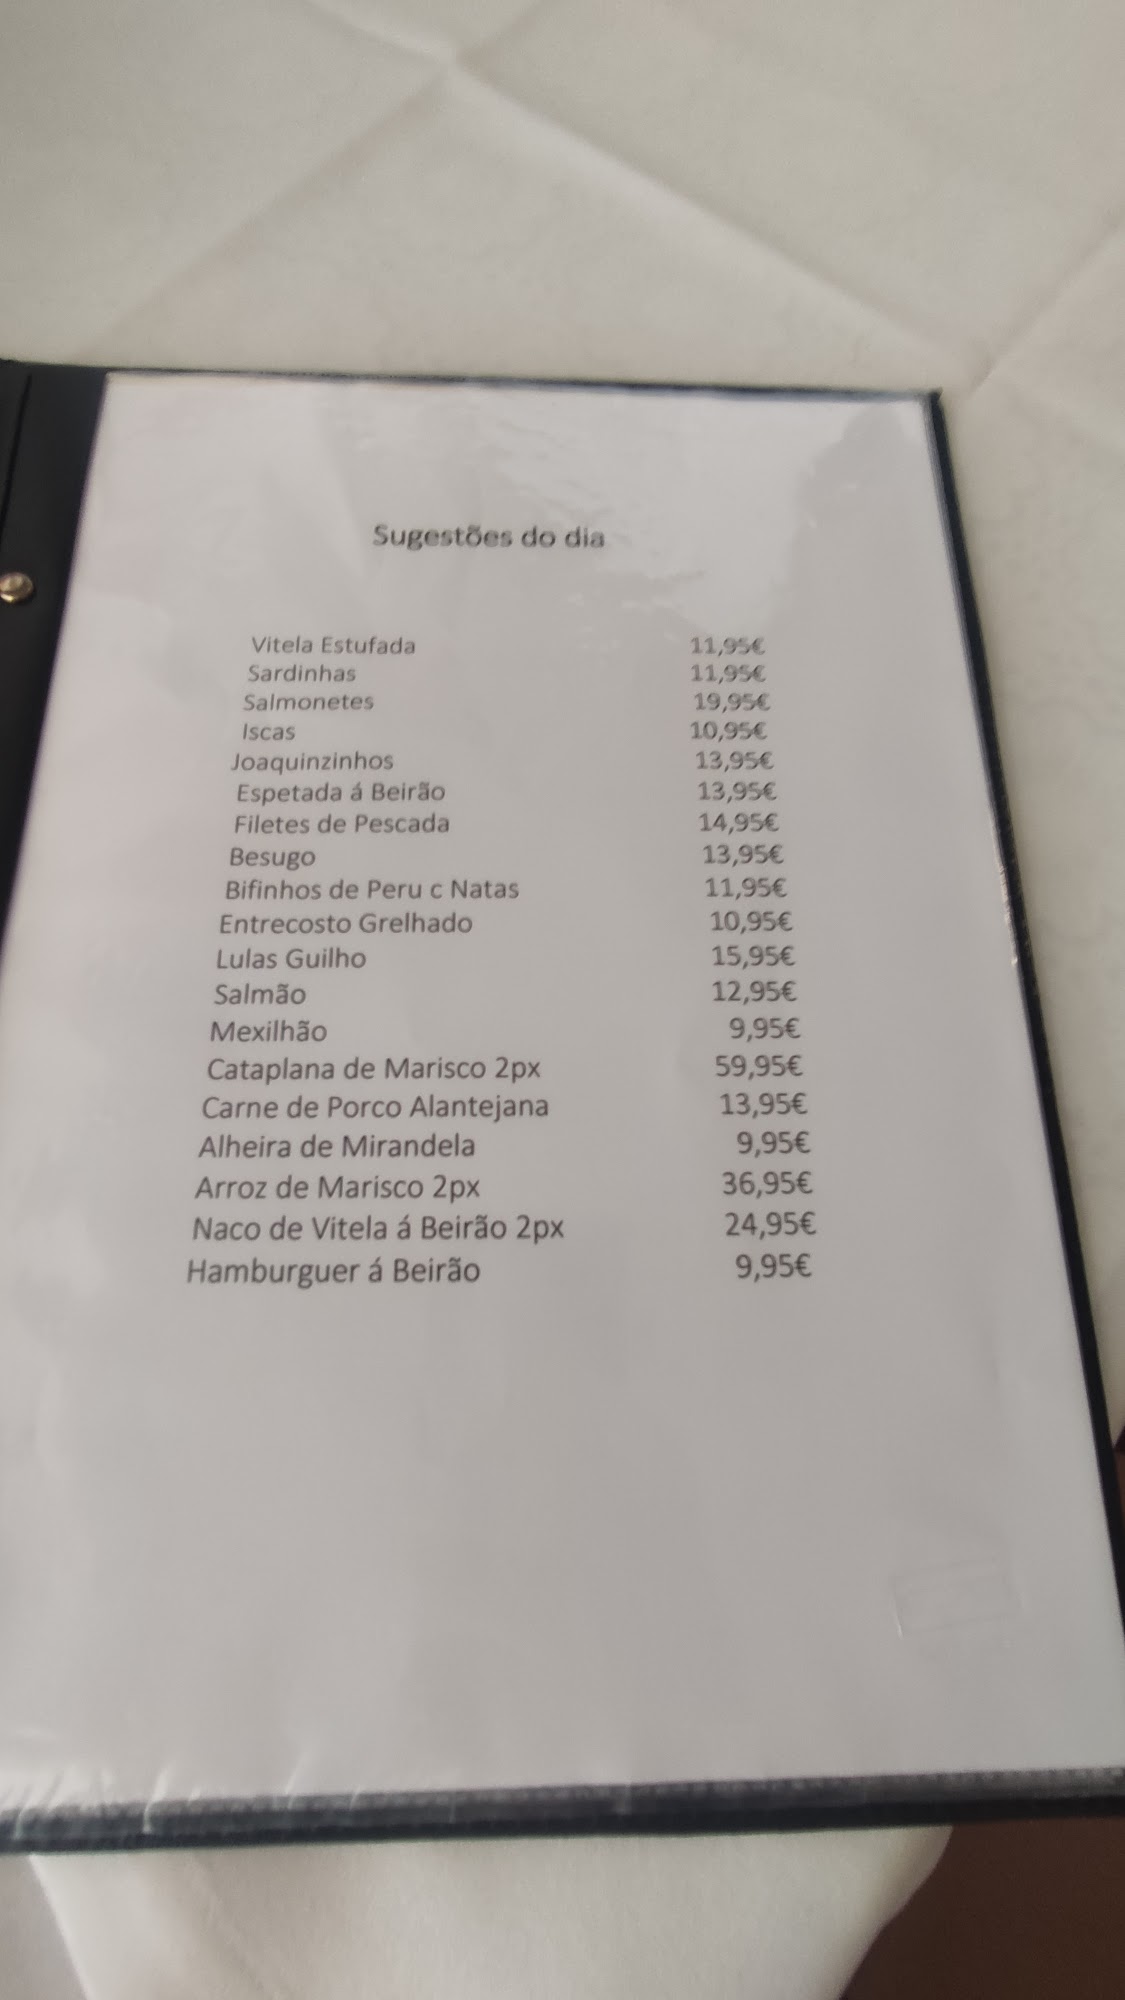 Sugestões do dia
Vitela Estufada 11,95€
Sardinhas 11,95€
Salmonetes 19,95€
Iscas 10,95€
Joaquinzinhos 13,95€
Espetada á Beirão 13,95€
Filetes de Pescada 14,95€
Besugo 13,95€
Bifinhos de Peru c Natas 11,95€
Entrecosto Grelhado 10,95€
Lulas Guilho 15,95€
Salmão 12,95€
Mexilhão 9,95€
Cataplana de Marisco 2px 59,95€
Carne de Porco Alantejana 13,95€
Alheira de Mirandela 9,95€
Arroz de Marisco 2px 36,95€
Naco de Vitela á Beirão 2px 24,95€
Hamburguer á Beirão 9,95€